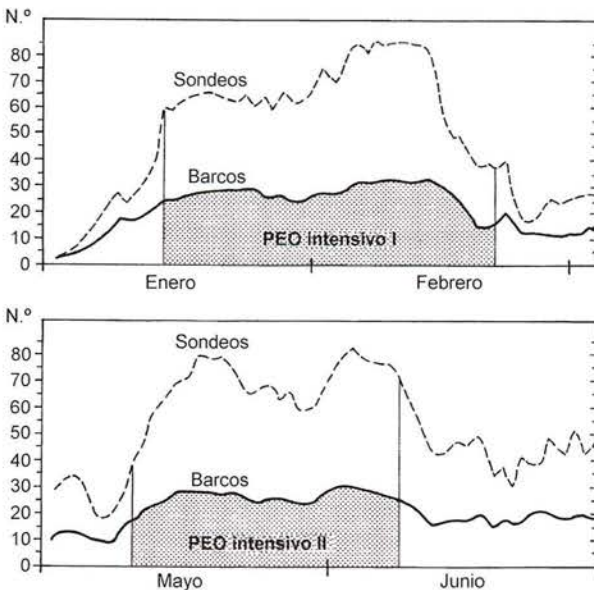 N.º
80
70
60
50
40
30
20
10
0
Sondeos
Barcos
PEO intensivo I
Enero Febrero
N.º
80
70
60
50
40
30
20
10
0
Sondeos
Barcos
PEO intensivo II
Mayo Junio